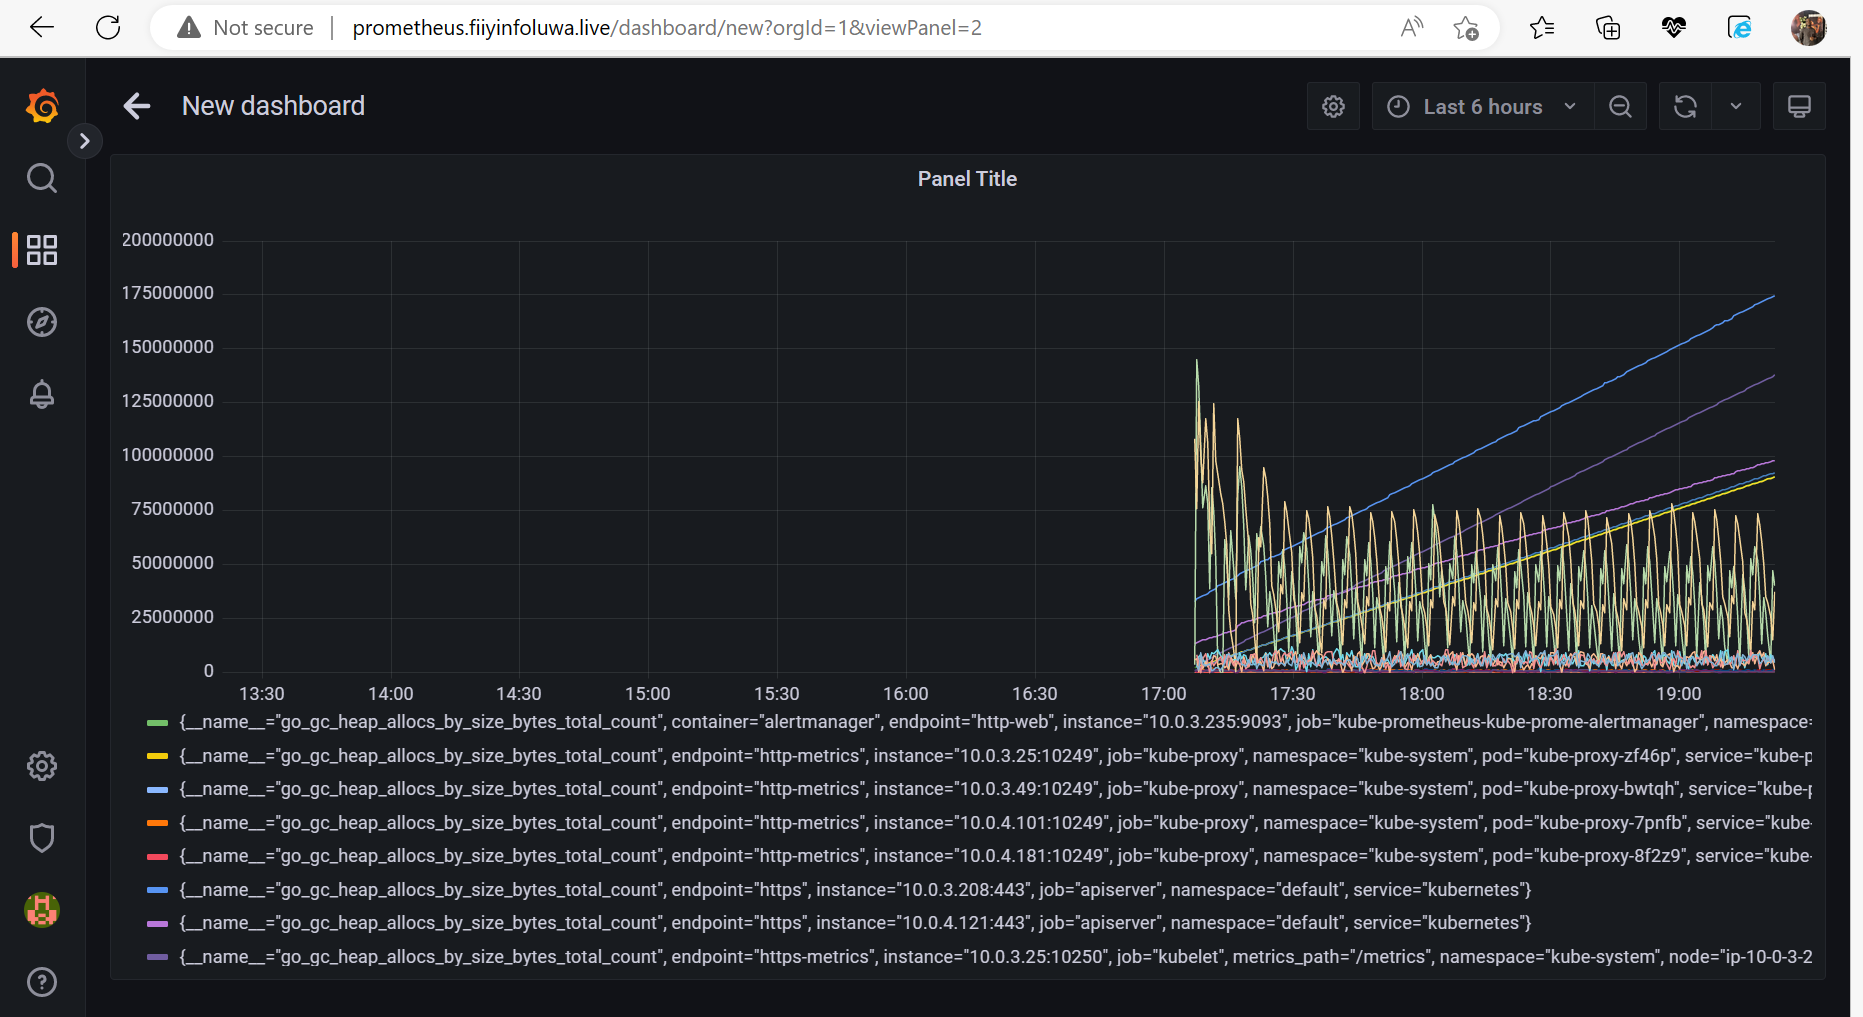 Not secure | prometheus.fiiyinfoluwa.live/dashboard/new?orgId=1&viewPanel=2
New dashboard
Last 6 hours
Panel Title
200000000
175000000
150000000
125000000
100000000
75000000
50000000
25000000
0
13:30 14:00 14:30 15:00 15:30 16:00 16:30 17:00 17:30 18:00 18:30 19:00
{__name__="go_gc_heap_allocs_by_size_bytes_total_count", container="alertmanager", endpoint="http-web", instance="10.0.3.235:9093", job="kube-prometheus-kube-prome-alertmanager", namespace=
{__name__="go_gc_heap_allocs_by_size_bytes_total_count", endpoint="http-metrics", instance="10.0.3.25:10249", job="kube-proxy", namespace="kube-system", pod="kube-proxy-zf46p", service="kube-p
{__name__="go_gc_heap_allocs_by_size_bytes_total_count", endpoint="http-metrics", instance="10.0.3.49:10249", job="kube-proxy", namespace="kube-system", pod="kube-proxy-bwtqh", service="kube-p
{__name__="go_gc_heap_allocs_by_size_bytes_total_count", endpoint="http-metrics", instance="10.0.4.101:10249", job="kube-proxy", namespace="kube-system", pod="kube-proxy-7pnfb", service="kube-
{__name__="go_gc_heap_allocs_by_size_bytes_total_count", endpoint="http-metrics", instance="10.0.4.181:10249", job="kube-proxy", namespace="kube-system", pod="kube-proxy-8f2z9", service="kube-
{__name__="go_gc_heap_allocs_by_size_bytes_total_count", endpoint="https", instance="10.0.3.208:443", job="apiserver", namespace="default", service="kubernetes"}
{__name__="go_gc_heap_allocs_by_size_bytes_total_count", endpoint="https", instance="10.0.4.121:443", job="apiserver", namespace="default", service="kubernetes"}
{__name__="go_gc_heap_allocs_by_size_bytes_total_count", endpoint="https-metrics", instance="10.0.3.25:10250", job="kubelet", metrics_path="/metrics", namespace="kube-system", node="ip-10-0-3-2